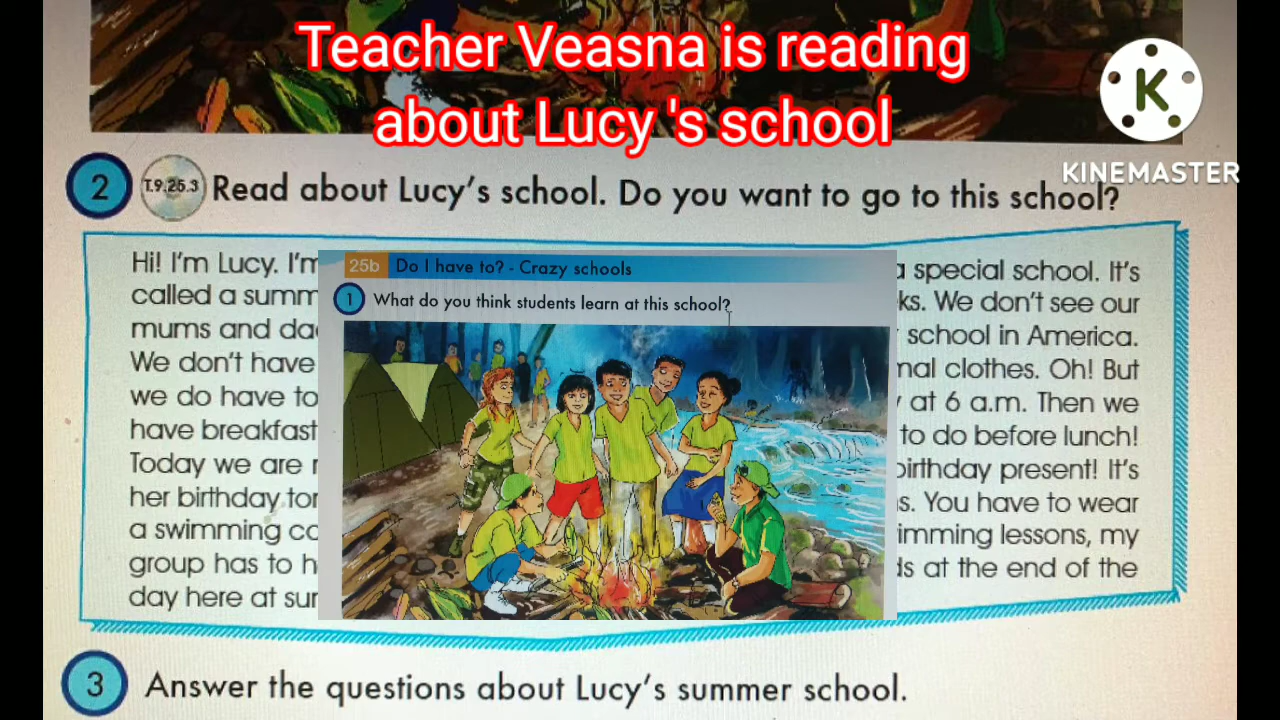 Teacher Veasna is reading
about Lucy 's school
K
KINEMASTER
2 T.9.25.3 Read about Lucy's school. Do you want to go to this school?
Hi! I'm Lucy. I'm a special school. It's
called a summ ks. We don't see our
mums and da school in America.
We don't have nal clothes. Oh! But
we do have to at 6 a.m. Then we
have breakfast to do before lunch!
Today we are birthday present! It's
her birthday s. You have to wear
a swimming imming lessons, my
group has to h ds at the end of the
day here at sur
25b Do I have to? - Crazy schools
1 What do you think students learn at this school?
3 Answer the questions about Lucy's summer school.